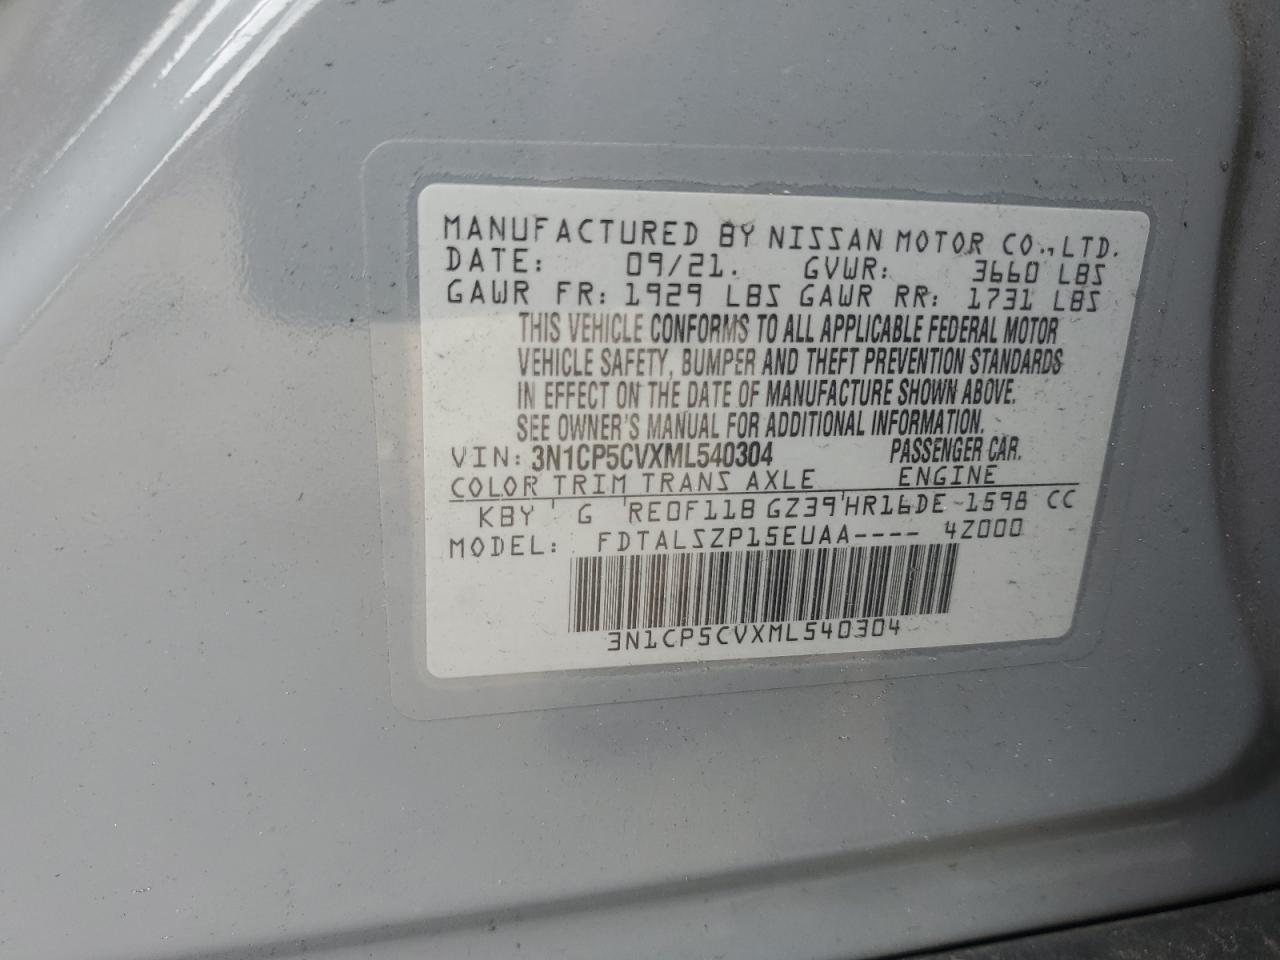 MANUFACTURED BY NISSAN MOTOR CO., LTD.
DATE: 09/21. GVWR: 3660 LBS
GAWR FR: 1929 LBS GAWR RR: 1731 LBS
THIS VEHICLE CONFORMS TO ALL APPLICABLE FEDERAL MOTOR
VEHICLE SAFETY, BUMPER AND THEFT PREVENTION STANDARDS
IN EFFECT ON THE DATE OF MANUFACTURE SHOWN ABOVE.
SEE OWNER'S MANUAL FOR ADDITIONAL INFORMATION.
VIN: 3N1CP5CVXML540304 PASSENGER CAR.
COLOR TRIM TRANS AXLE ENGINE
KBY ' G ' RE0F11B GZ39'HR16DE -1598 CC
MODEL: FDTALSZP15EUAA---- 4Z000
3N1CP5CVXML540304